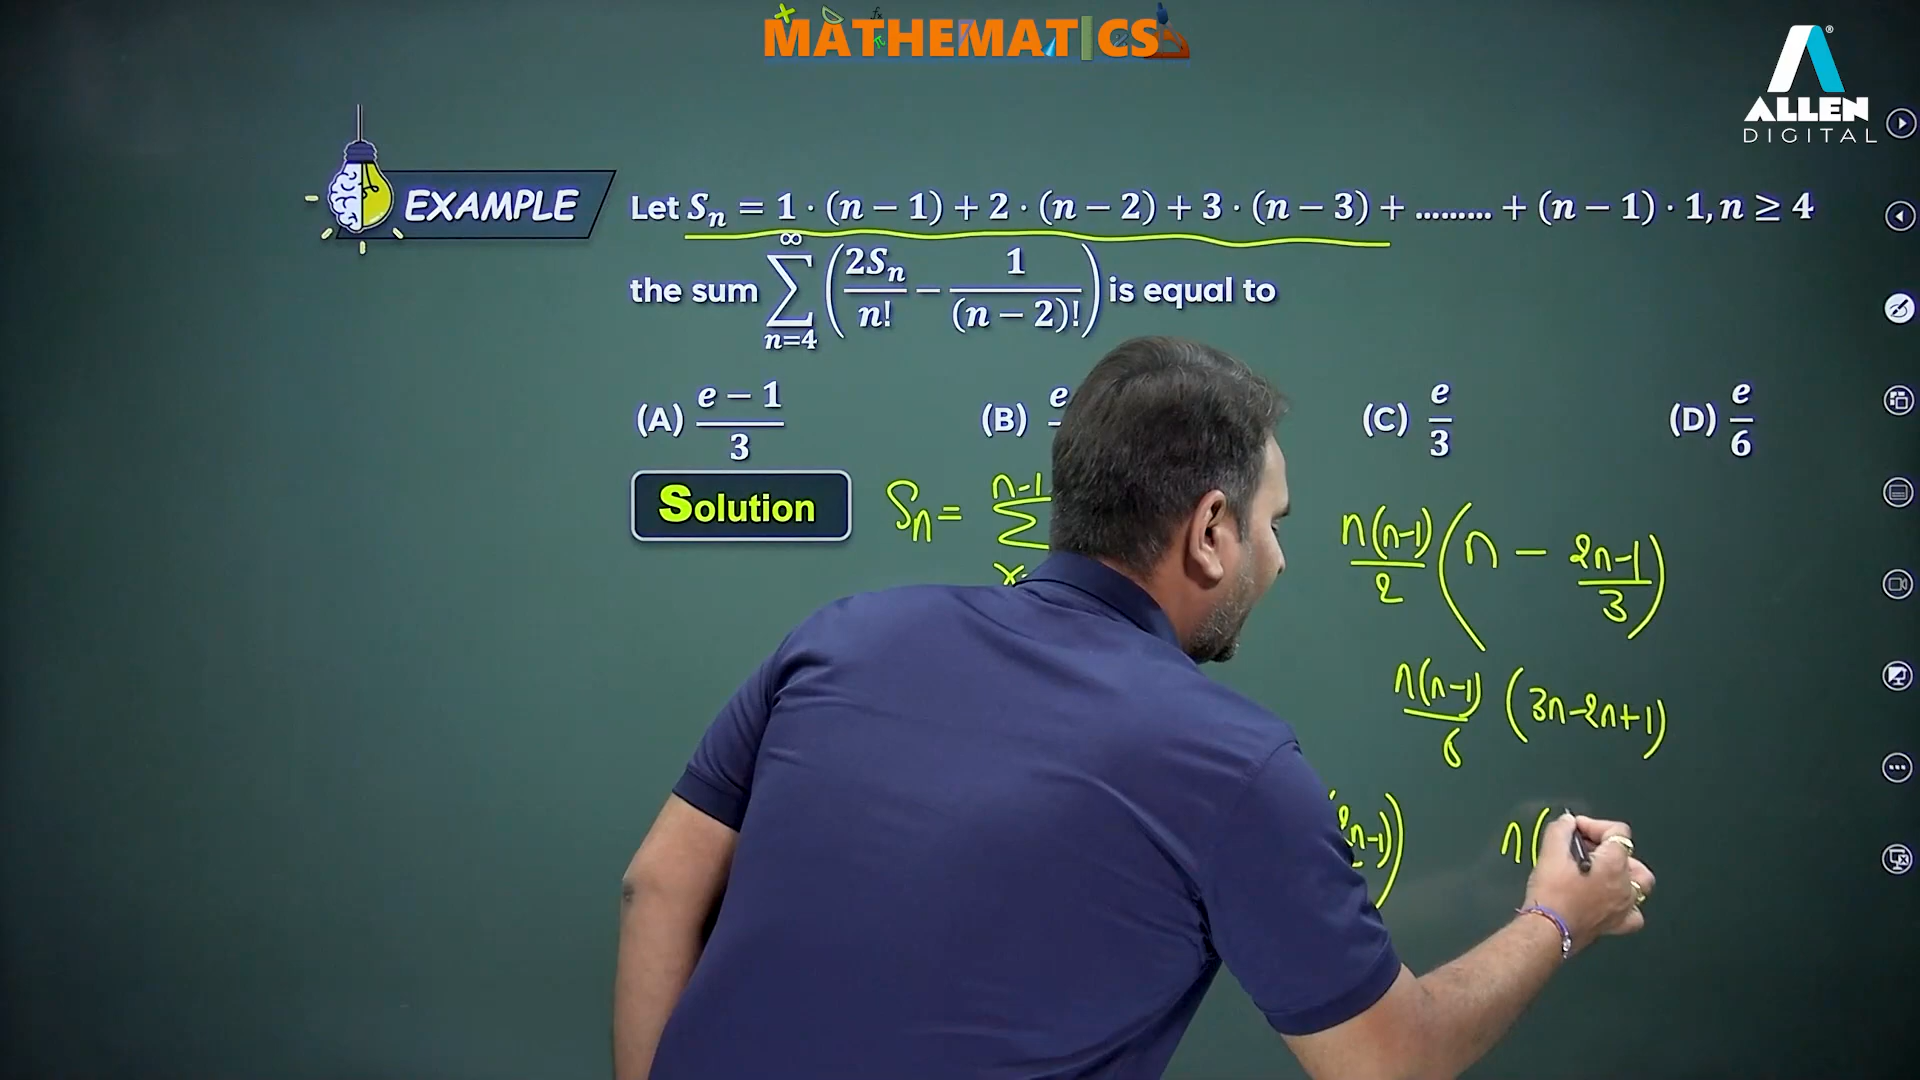 MATHEMATICS
ALLEN
DIGITAL
EXAMPLE
Let Sₙ = 1 · (n − 1) + 2 · (n − 2) + 3 · (n − 3) + ......... + (n − 1) · 1, n ≥ 4
the sum ∑_{n=4}^{∞} (2Sₙ/n! − 1/(n − 2)!) is equal to
(A) (e − 1)/3 (B) e (C) e/3 (D) e/6
Solution
Sₙ = ∑^{n-1} n(n-1)/2 (n − (2n-1)/3)
n(n-1)/6 (3n-2n+1)
n-1)) n(